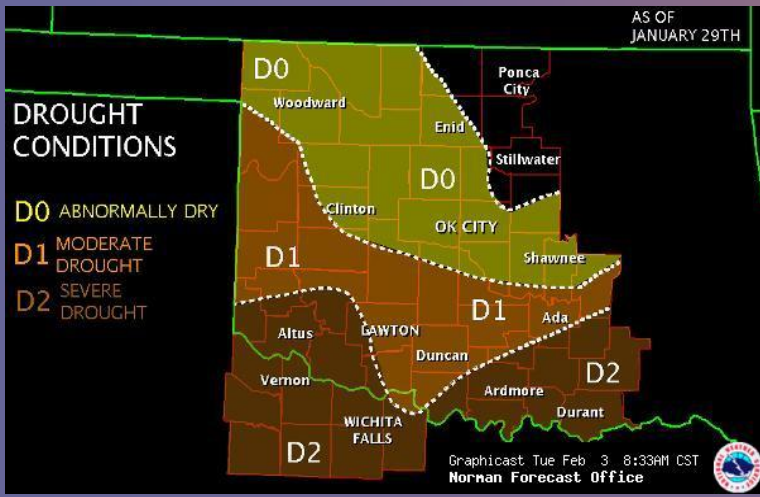 AS OF
JANUARY 29TH
DROUGHT
CONDITIONS
D0 ABNORMALLY DRY
D1 MODERATE
DROUGHT
D2 SEVERE
DROUGHT
D0
Woodward
Ponca
City
Enid
Stillwater
D0
Clinton
OK CITY
Shawnee
D1
D1
Ada
Altus
LAWTON
Duncan
Vernon
Ardmore
D2
Durant
WICHITA
FALLS
D2
Graphicast Tue Feb 3 8:33AM CST
Norman Forecast Office